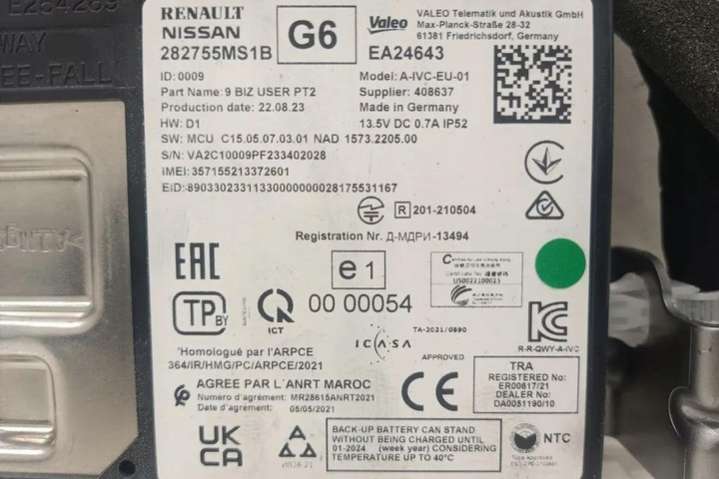 E254269
WAY
EE-FALL
RENAULT
NISSAN
282755MS1B
G6
Valeo
EA24643
VALEO Telematik und Akustik GmbH
Max-Planck-Straße 28-32
61381 Friedrichsdorf, Germany
ID: 0009
Part Name: 9 BIZ USER PT2
Production date: 22.08.23
HW: D1
Model: A-IVC-EU-01
Supplier: 408637
Made in Germany
13.5V DC 0.7A IP52
SW: MCU C15.05.07.03.01 NAD 1573.2205.00
S/N: VA2C10009PF233402028
IMEI: 357155213372601
EID: 89033023311330000000028175531167
R 201-210504
Registration Nr. Д-МДРИ-13494
EAC
e1
TP BY
ICT
00 00054
ICASA
TA-2021/0890
APPROVED
R-R-QWY-A-IVC
"Homologué par l'ARPCE
364/IR/HMG/PC/ARPCE/2021
AGREE PAR L'ANRT MAROC
Numéro d'agrément: MR28615ANRT2021
Date d'agrément: 05/05/2021
CE
TRA
REGISTERED No:
ER00817/21
DEALER No:
DA0051190/10
UK
CA
BACK-UP BATTERY CAN STAND
WITHOUT BEING CHARGED UNTIL
01-2024 (week year) CONSIDERING
TEMPERATURE UP TO 40°C
NTC
Type Approved